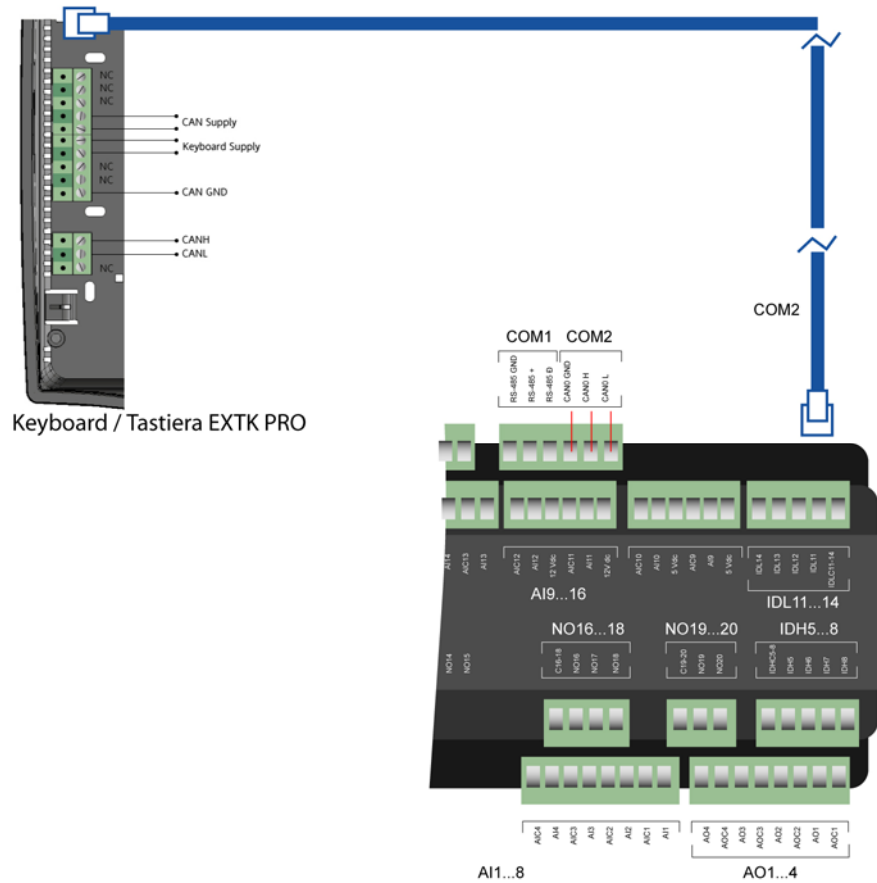 NC
NC
NC
CAN Supply
Keyboard Supply
NC
NC
CAN GND
CANH
CANL
NC
Keyboard / Tastiera EXTK PRO
COM2
COM1 COM2
RS-485 GND
RS-485 +
RS-485 Ð
CAN0 GND
CAN0 H
CAN0 L
AI14
AIC13
AI13
AIC12
AI12
12 Vdc
AIC11
AI11
12V dc
AIC10
AI10
5 Vdc
AIC9
AI9
5 Vdc
IDL14
IDL13
IDL12
IDL11
IDLC11-14
AI9...16
IDL11...14
NO16...18 NO19...20 IDH5...8
NO14
NO15
C16-18
NO16
NO17
NO18
C19-20
NO19
NO20
IDHC5-8
IDH5
IDH6
IDH7
IDH8
AIC4
AI4
AIC3
AI3
AIC2
AI2
AIC1
AI1
AO4
AOC4
AO3
AOC3
AO2
AOC2
AO1
AOC1
AI1...8 AO1...4